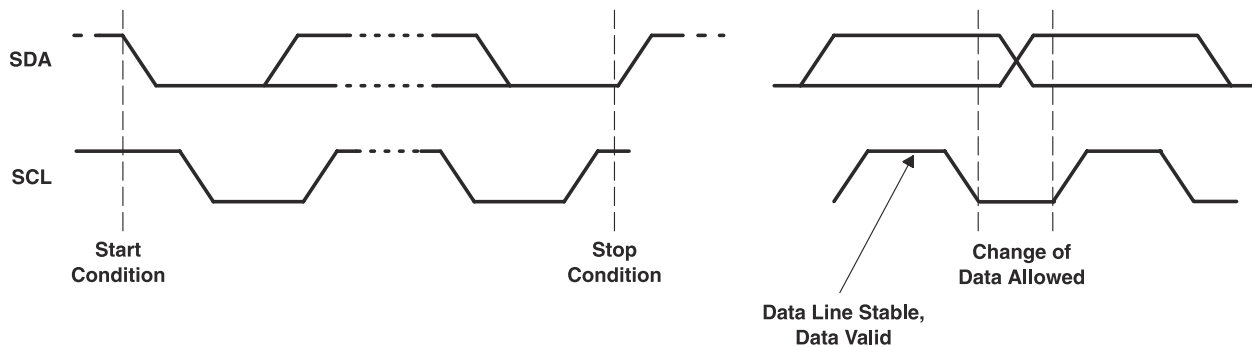 SDA
SCL
Start
Condition
Stop
Condition
Change of
Data Allowed
Data Line Stable,
Data Valid